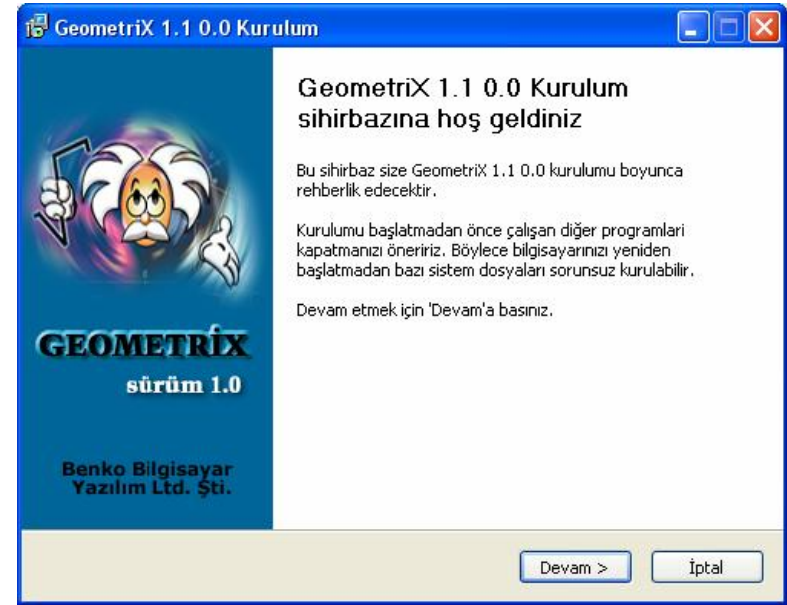 GeometriX 1.1 0.0 Kurulum
GeometriX 1.1 0.0 Kurulum
sihirbazına hoş geldiniz
Bu sihirbaz size GeometriX 1.1 0.0 kurulumu boyunca
rehberlik edecektir.
Kurulumu başlatmadan önce çalışan diğer programlari
kapatmanızı öneririz. Böylece bilgisayarınızı yeniden
başlatmadan bazı sistem dosyaları sorunsuz kurulabilir.
Devam etmek için 'Devam'a basınız.
GEOMETRİX
sürüm 1.0
Benko Bilgisayar
Yazılım Ltd. Şti.
Devam >
İptal